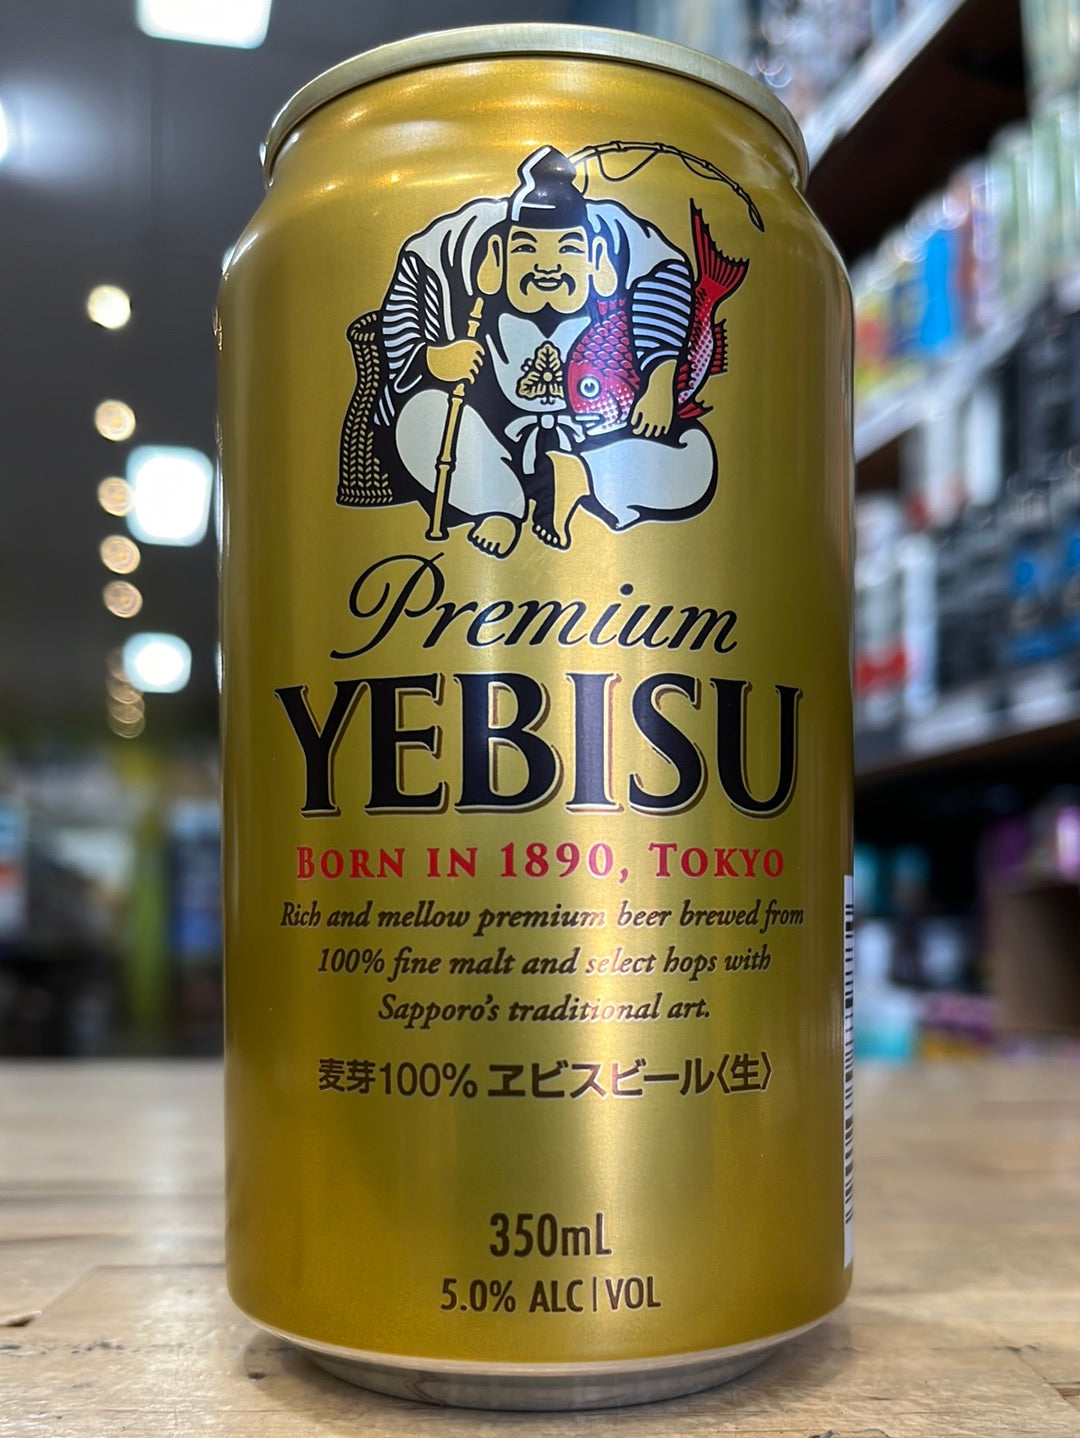 Premium
YEBISU
BORN IN 1890, TOKYO
Rich and mellow premium beer brewed from
100% fine malt and select hops with
Sapporo's traditional art.
麦芽100% ヱビスビール〈生〉
350mL
5.0% ALC|VOL